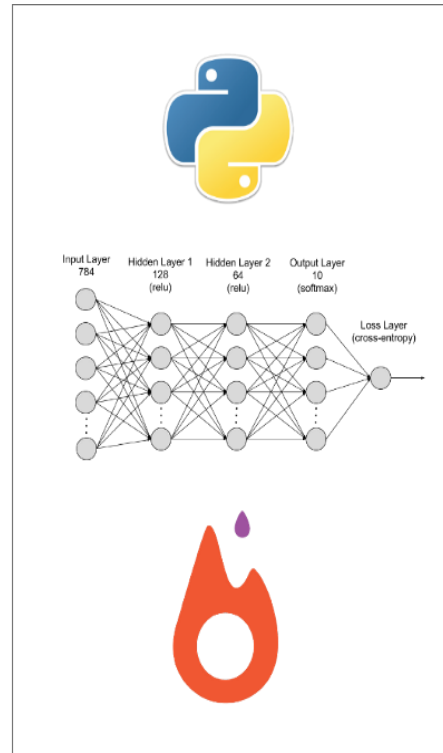 Input Layer
784
Hidden Layer 1
128
(relu)
Hidden Layer 2
64
(relu)
Output Layer
10
(softmax)
Loss Layer
(cross-entropy)